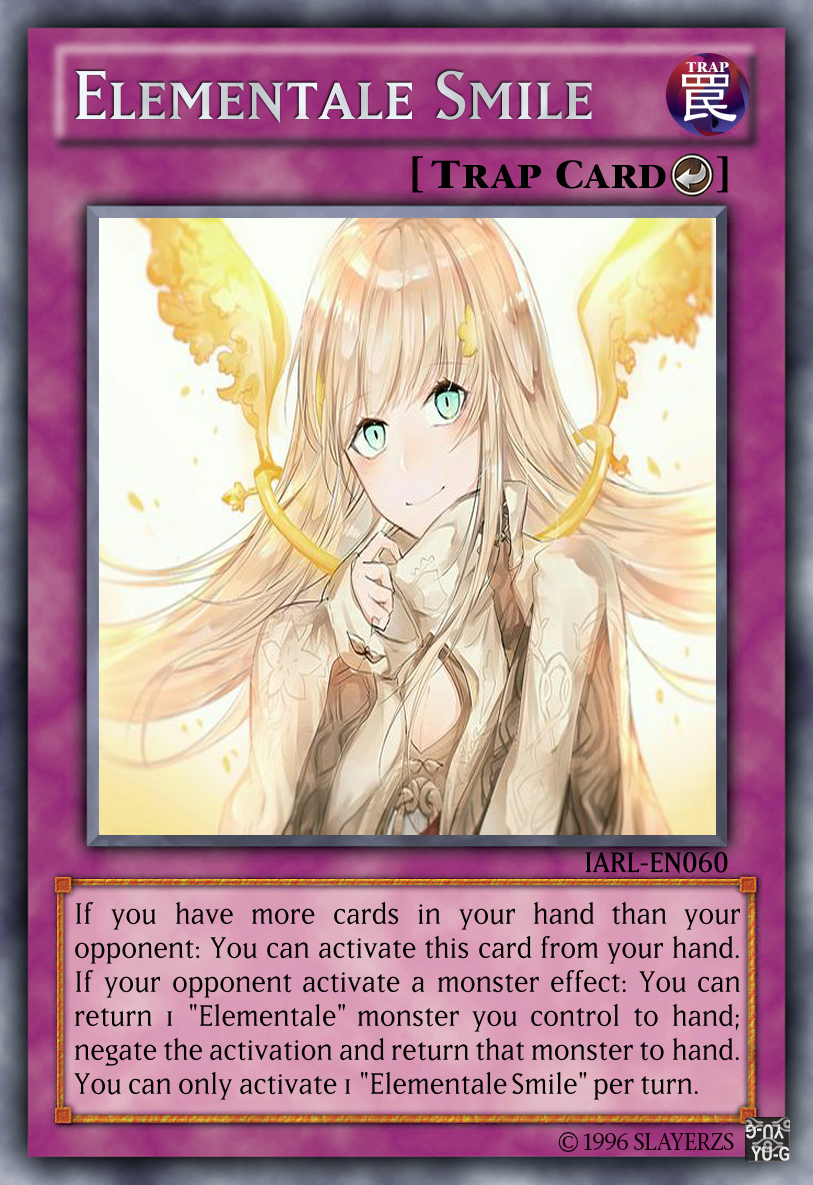 Elementale Smile
TRAP
罠
[Trap Card]
IARL-EN060
If you have more cards in your hand than your
opponent: You can activate this card from your hand.
If your opponent activate a monster effect: You can
return 1 "Elementale" monster you control to hand;
negate the activation and return that monster to hand.
You can only activate 1 "Elementale Smile" per turn.
© 1996 SLAYERZS
YU-G
YU-G